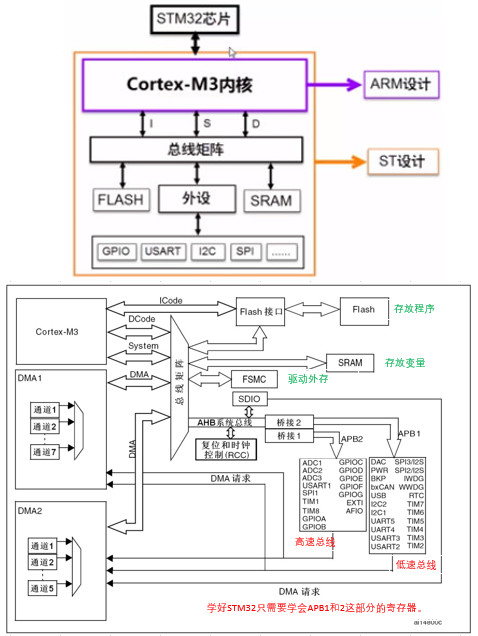 STM32芯片
Cortex-M3内核
ARM设计
I S D
总线矩阵
ST设计
FLASH 外设 SRAM
GPIO USART I2C SPI ......
ICode
Flash 接口
Flash
存放程序
Cortex-M3
DCode
System
总线矩阵
SRAM
存放变量
DMA1
DMA
FSMC
驱动外存
SDIO
通道1
通道2
通道7
AHB系统总线
桥接2
桥接1
APB2
APB1
DMA
复位和时钟
控制(RCC)
ADC1 GPIOC
ADC2 GPIOD
ADC3 GPIOE
USART1 GPIOF
SPI1 GPIOG
TIM1 EXTI
TIM8 AFIO
GPIOA
GPIOB
DAC SPI3/I2S
PWR SPI2/I2S
BKP IWDG
bxCAN WWDG
USB RTC
I2C2 TIM7
I2C1 TIM6
UART5 TIM5
UART4 TIM4
USART3 TIM3
USART2 TIM2
DMA 请求
高速总线
低速总线
DMA2
通道1
通道2
通道5
DMA 请求
学好STM32只需要学会APB1和2这部分的寄存器。
ai14800c